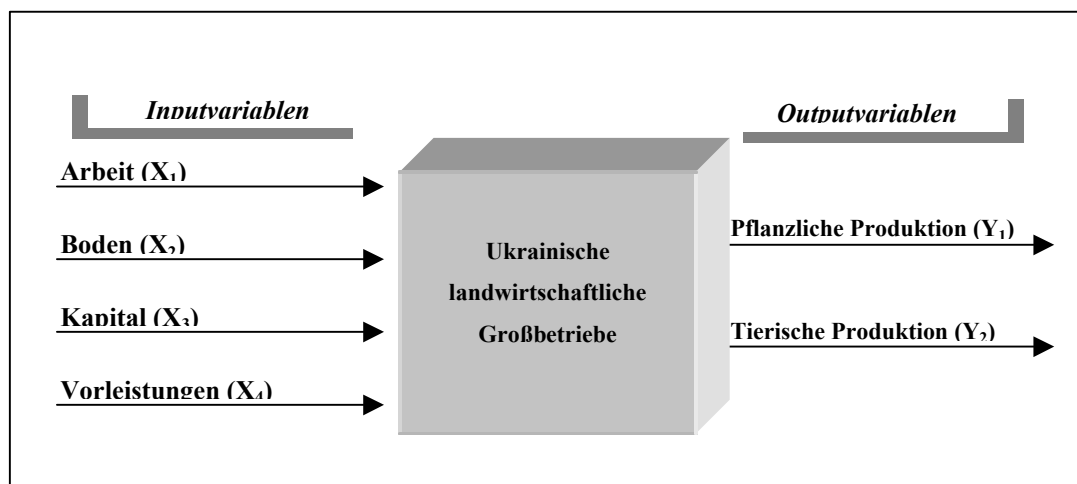 Inputvariablen
Outputvariablen
Arbeit (X₁)
Boden (X₂)
Kapital (X₃)
Vorleistungen (X₄)
Ukrainische
landwirtschaftliche
Großbetriebe
Pflanzliche Produktion (Y₁)
Tierische Produktion (Y₂)